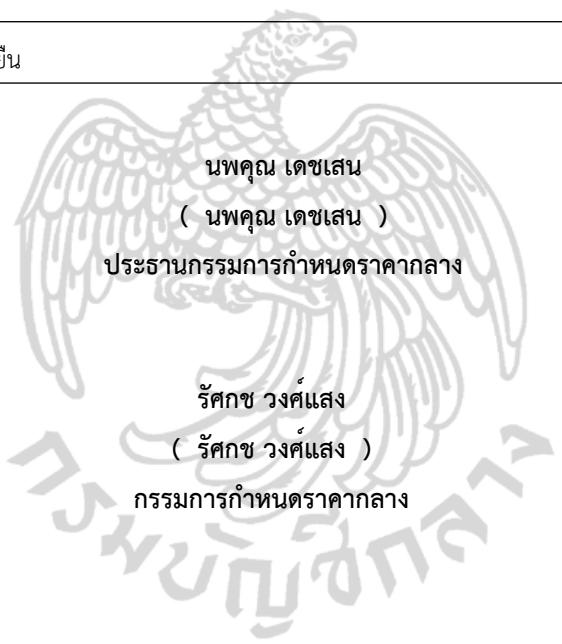 ยืน
นพคุณ เดชเสน
( นพคุณ เดชเสน )
ประธานกรรมการกำหนดราคากลาง
รัศกช วงศ์แสง
( รัศกช วงศ์แสง )
กรรมการกำหนดราคากลาง
กรมบัญชีกลาง